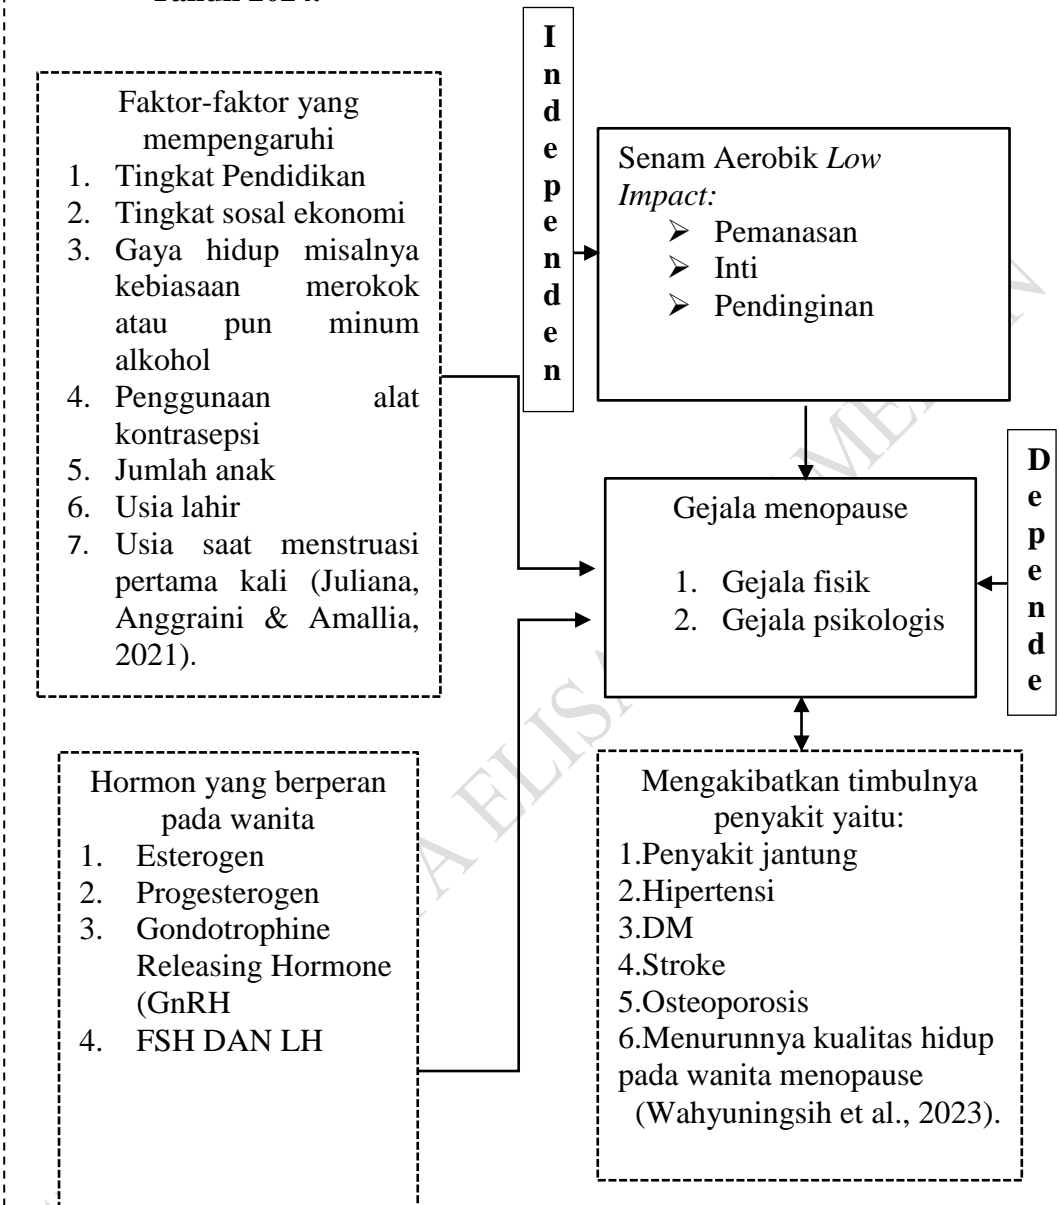 Tahun 2024.
Independen
Faktor-faktor yang
mempengaruhi
1. Tingkat Pendidikan
2. Tingkat sosal ekonomi
3. Gaya hidup misalnya
kebiasaan merokok
atau pun minum
alkohol
4. Penggunaan alat
kontrasepsi
5. Jumlah anak
6. Usia lahir
7. Usia saat menstruasi
pertama kali (Juliana,
Anggraini & Amallia,
2021).
Senam Aerobik Low
Impact:
➢ Pemanasan
➢ Inti
➢ Pendinginan
Gejala menopause
1. Gejala fisik
2. Gejala psikologis
Depende
Hormon yang berperan
pada wanita
1. Esterogen
2. Progesterogen
3. Gondotrophine
Releasing Hormone
(GnRH
4. FSH DAN LH
Mengakibatkan timbulnya
penyakit yaitu:
1.Penyakit jantung
2.Hipertensi
3.DM
4.Stroke
5.Osteoporosis
6.Menurunnya kualitas hidup
pada wanita menopause
(Wahyuningsih et al., 2023).